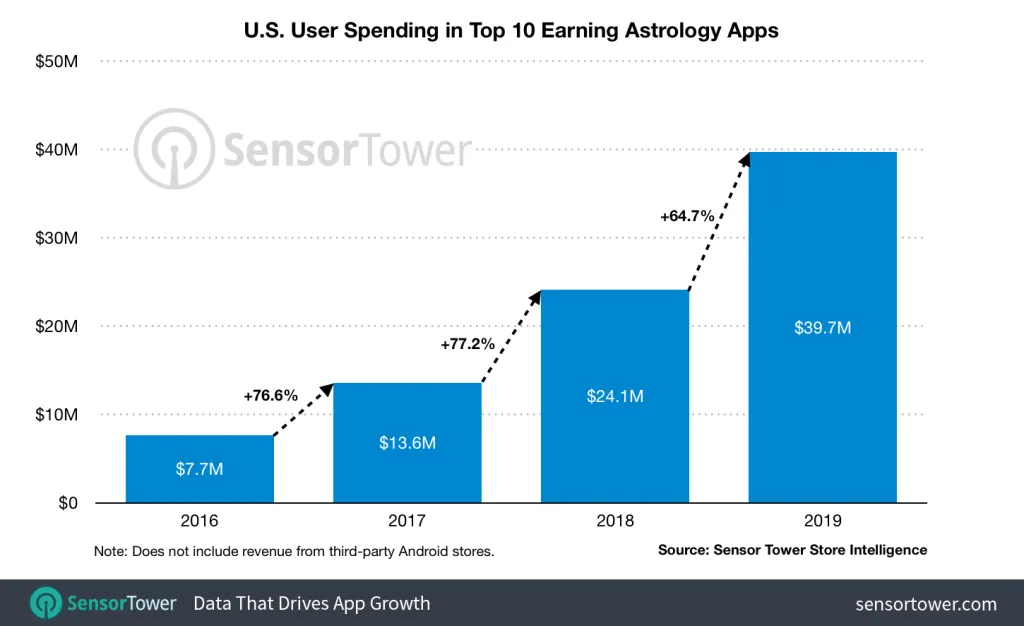 U.S. User Spending in Top 10 Earning Astrology Apps
$50M
SensorTower
$40M
+64.7%
$30M
$20M
$39.7M
+77.2%
+76.6%
$24.1M
$10M
$13.6M
$7.7M
$0
2016 2017 2018 2019
Note: Does not include revenue from third-party Android stores. Source: Sensor Tower Store Intelligence
SensorTower Data That Drives App Growth sensortower.com